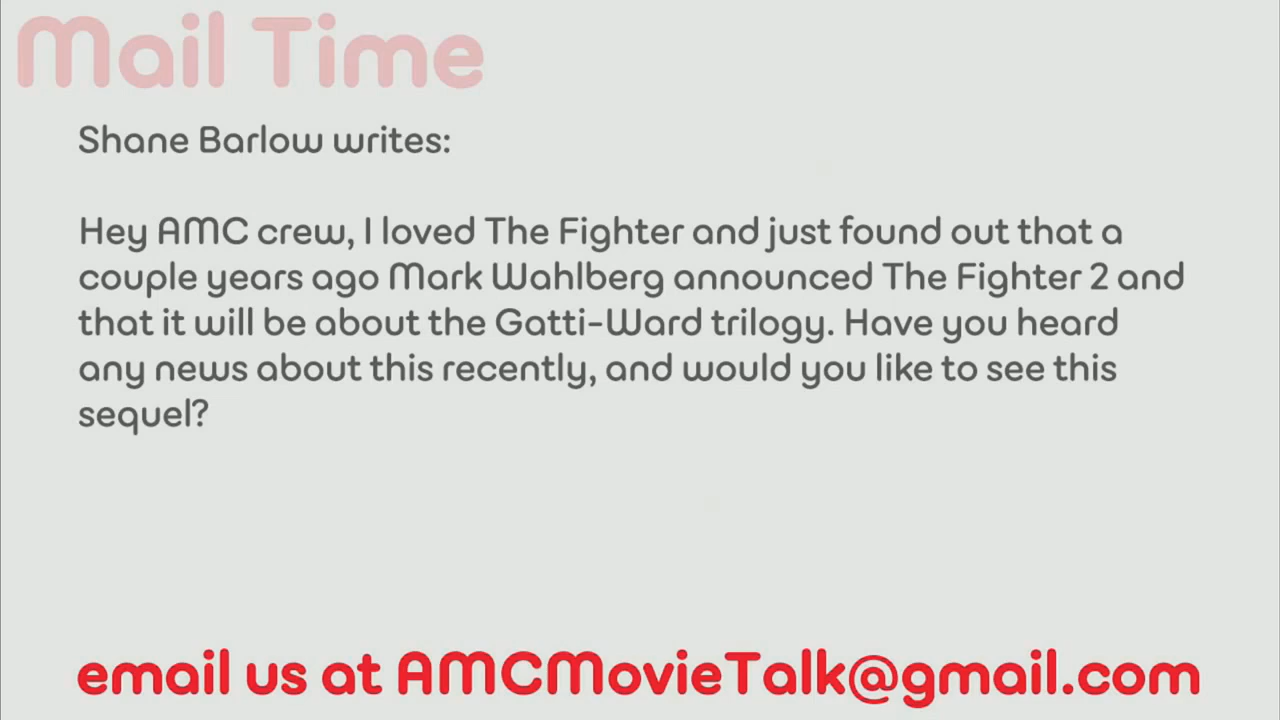 Mail Time
Shane Barlow writes:
Hey AMC crew, I loved The Fighter and just found out that a
couple years ago Mark Wahlberg announced The Fighter 2 and
that it will be about the Gatti-Ward trilogy. Have you heard
any news about this recently, and would you like to see this
sequel?
email us at AMCMovieTalk@gmail.com